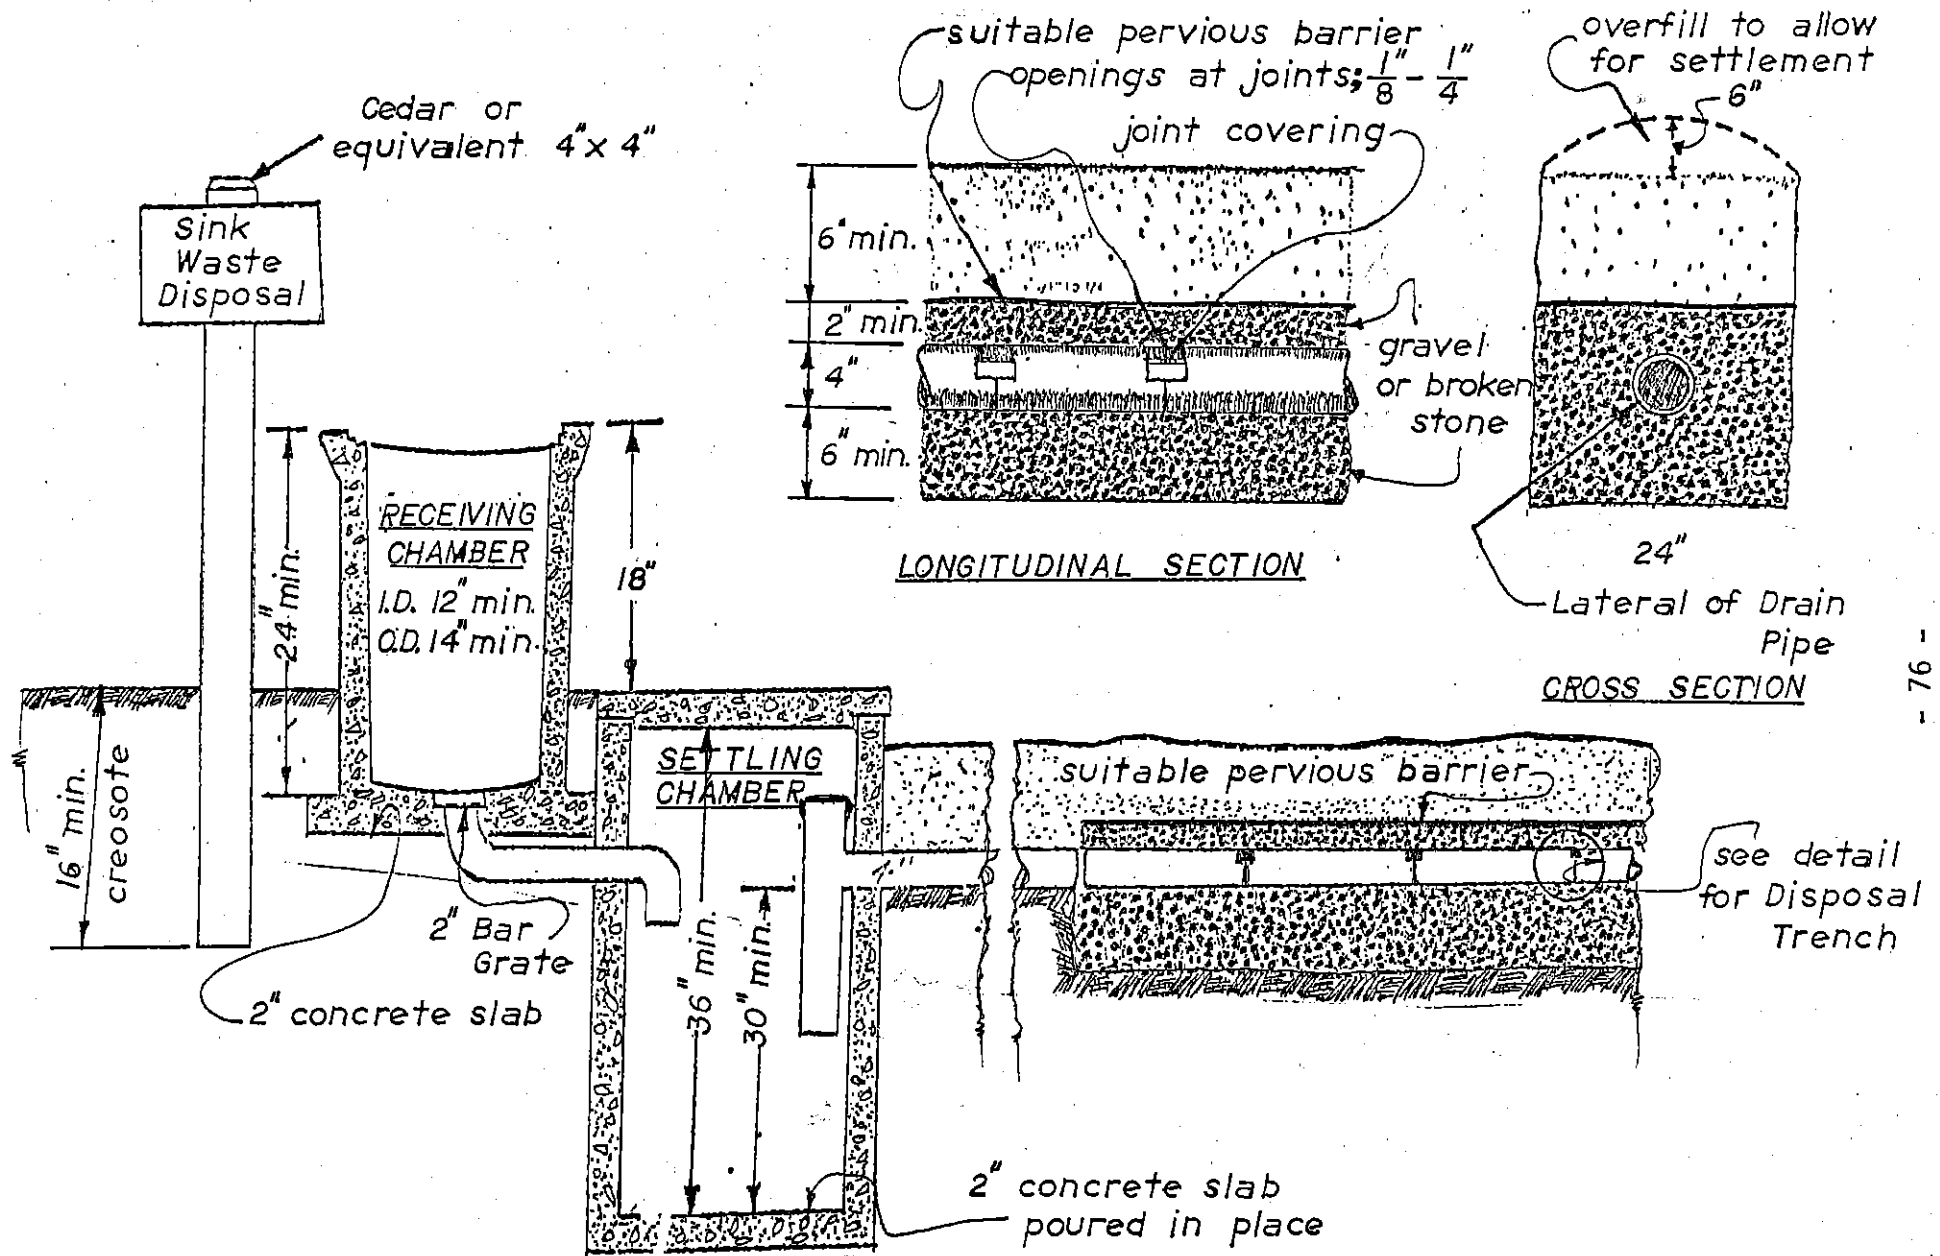 Cedar or
equivalent 4" x 4"
Sink
Waste
Disposal
RECEIVING
CHAMBER
I.D. 12" min.
O.D. 14" min.
24" min.
18"
16" min.
creosote
2" Bar
Grate
2" concrete slab
SETTLING
CHAMBER
36" min.
30" min.
2" concrete slab
poured in place
suitable pervious barrier
openings at joints; 1/8" - 1/4"
joint covering
6" min.
2" min.
4"
6" min.
gravel
or broken
stone
LONGITUDINAL SECTION
overfill to allow
for settlement
6"
24"
Lateral of Drain
Pipe
CROSS SECTION
suitable pervious barrier
see detail
for Disposal
Trench
- 76 -